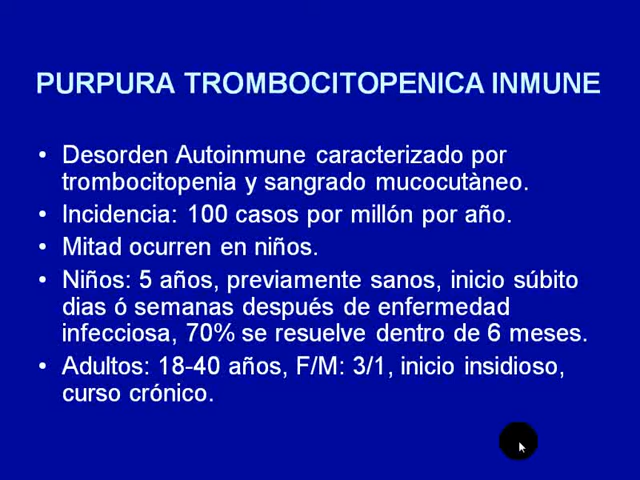 PURPURA TROMBOCITOPENICA INMUNE
• Desorden Autoinmune caracterizado por
trombocitopenia y sangrado mucocutàneo.
• Incidencia: 100 casos por millón por año.
• Mitad ocurren en niños.
• Niños: 5 años, previamente sanos, inicio súbito
dias ó semanas después de enfermedad
infecciosa, 70% se resuelve dentro de 6 meses.
• Adultos: 18-40 años, F/M: 3/1, inicio insidioso,
curso crónico.